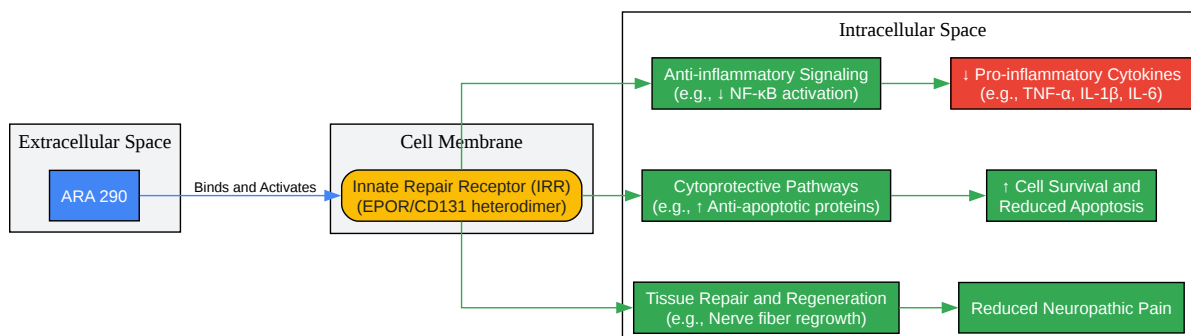 Extracellular Space
ARA 290
Binds and Activates
Cell Membrane
Innate Repair Receptor (IRR)
(EPOR/CD131 heterodimer)
Intracellular Space
Anti-inflammatory Signaling
(e.g., ↓ NF-κB activation)
↓ Pro-inflammatory Cytokines
(e.g., TNF-α, IL-1β, IL-6)
Cytoprotective Pathways
(e.g., ↑ Anti-apoptotic proteins)
↑ Cell Survival and
Reduced Apoptosis
Tissue Repair and Regeneration
(e.g., Nerve fiber regrowth)
Reduced Neuropathic Pain